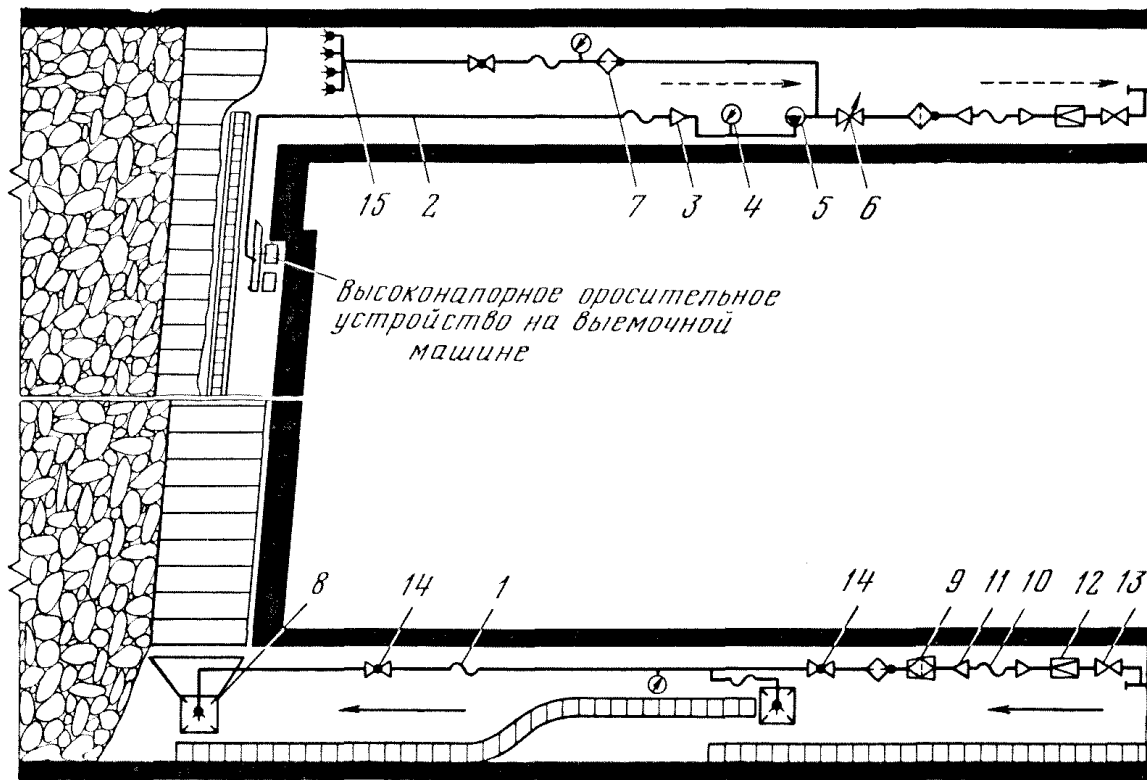 15 2 7 3 4 5 6
Высоконапорное оросительное
устройство на выемочной
машине
8 14 1 14 9 11 10 12 13